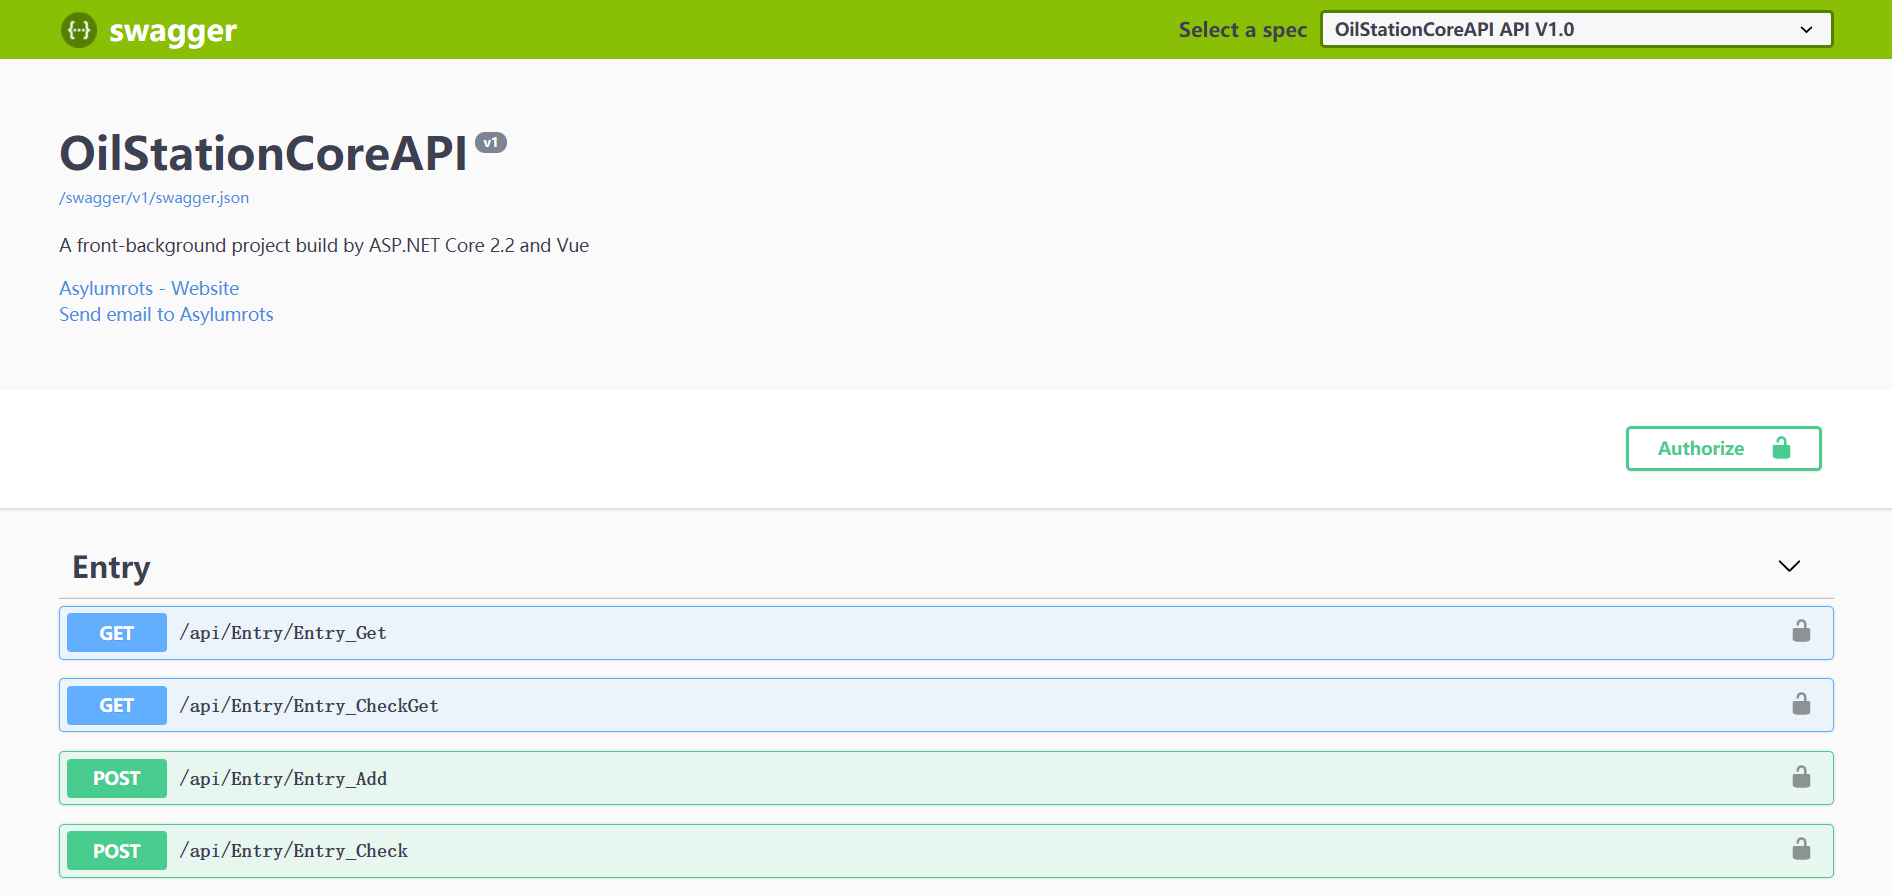 {...} swagger
Select a spec
OilStationCoreAPI API V1.0
OilStationCoreAPI v1
/swagger/v1/swagger.json
A front-background project build by ASP.NET Core 2.2 and Vue
Asylumrots - Website
Send email to Asylumrots
Authorize
Entry
GET /api/Entry/Entry_Get
GET /api/Entry/Entry_CheckGet
POST /api/Entry/Entry_Add
POST /api/Entry/Entry_Check